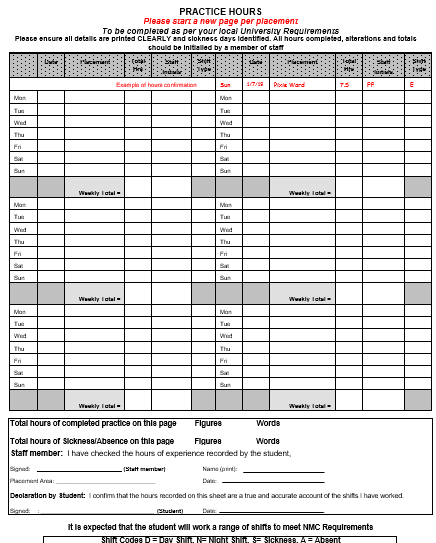 PRACTICE HOURS
Please start a new page per placement
To be completed as per your local University Requirements
Please ensure all details are printed CLEARLY and sickness days identified. All hours completed, alterations and totals
should be initialled by a member of staff
Date Placement Total Hrs Staff Initials Shift Type Date Placement Total Hrs Staff Initials Shift Type
Example of hours confirmation Sun 1/7/19 Pixie Ward 7.5 PP E
Mon Mon
Tue Tue
Wed Wed
Thu Thu
Fri Fri
Sat Sat
Sun Sun
Weekly Total = Weekly Total =
Mon Mon
Tue Tue
Wed Wed
Thu Thu
Fri Fri
Sat Sat
Sun Sun
Weekly Total = Weekly Total =
Mon Mon
Tue Tue
Wed Wed
Thu Thu
Fri Fri
Sat Sat
Sun Sun
Weekly Total = Weekly Total =
Total hours of completed practice on this page Figures Words
Total hours of Sickness/Absence on this page Figures Words
Staff member: I have checked the hours of experience recorded by the student,
Signed: (Staff member) Name (print):
Placement Area: Date:
Declaration by Student: I confirm that the hours recorded on this sheet are a true and accurate account of the shifts I have worked.
Signed : (Student) Date:
It is expected that the student will work a range of shifts to meet NMC Requirements
Shift Codes D = Day Shift, N= Night Shift, S= Sickness, A = Absent